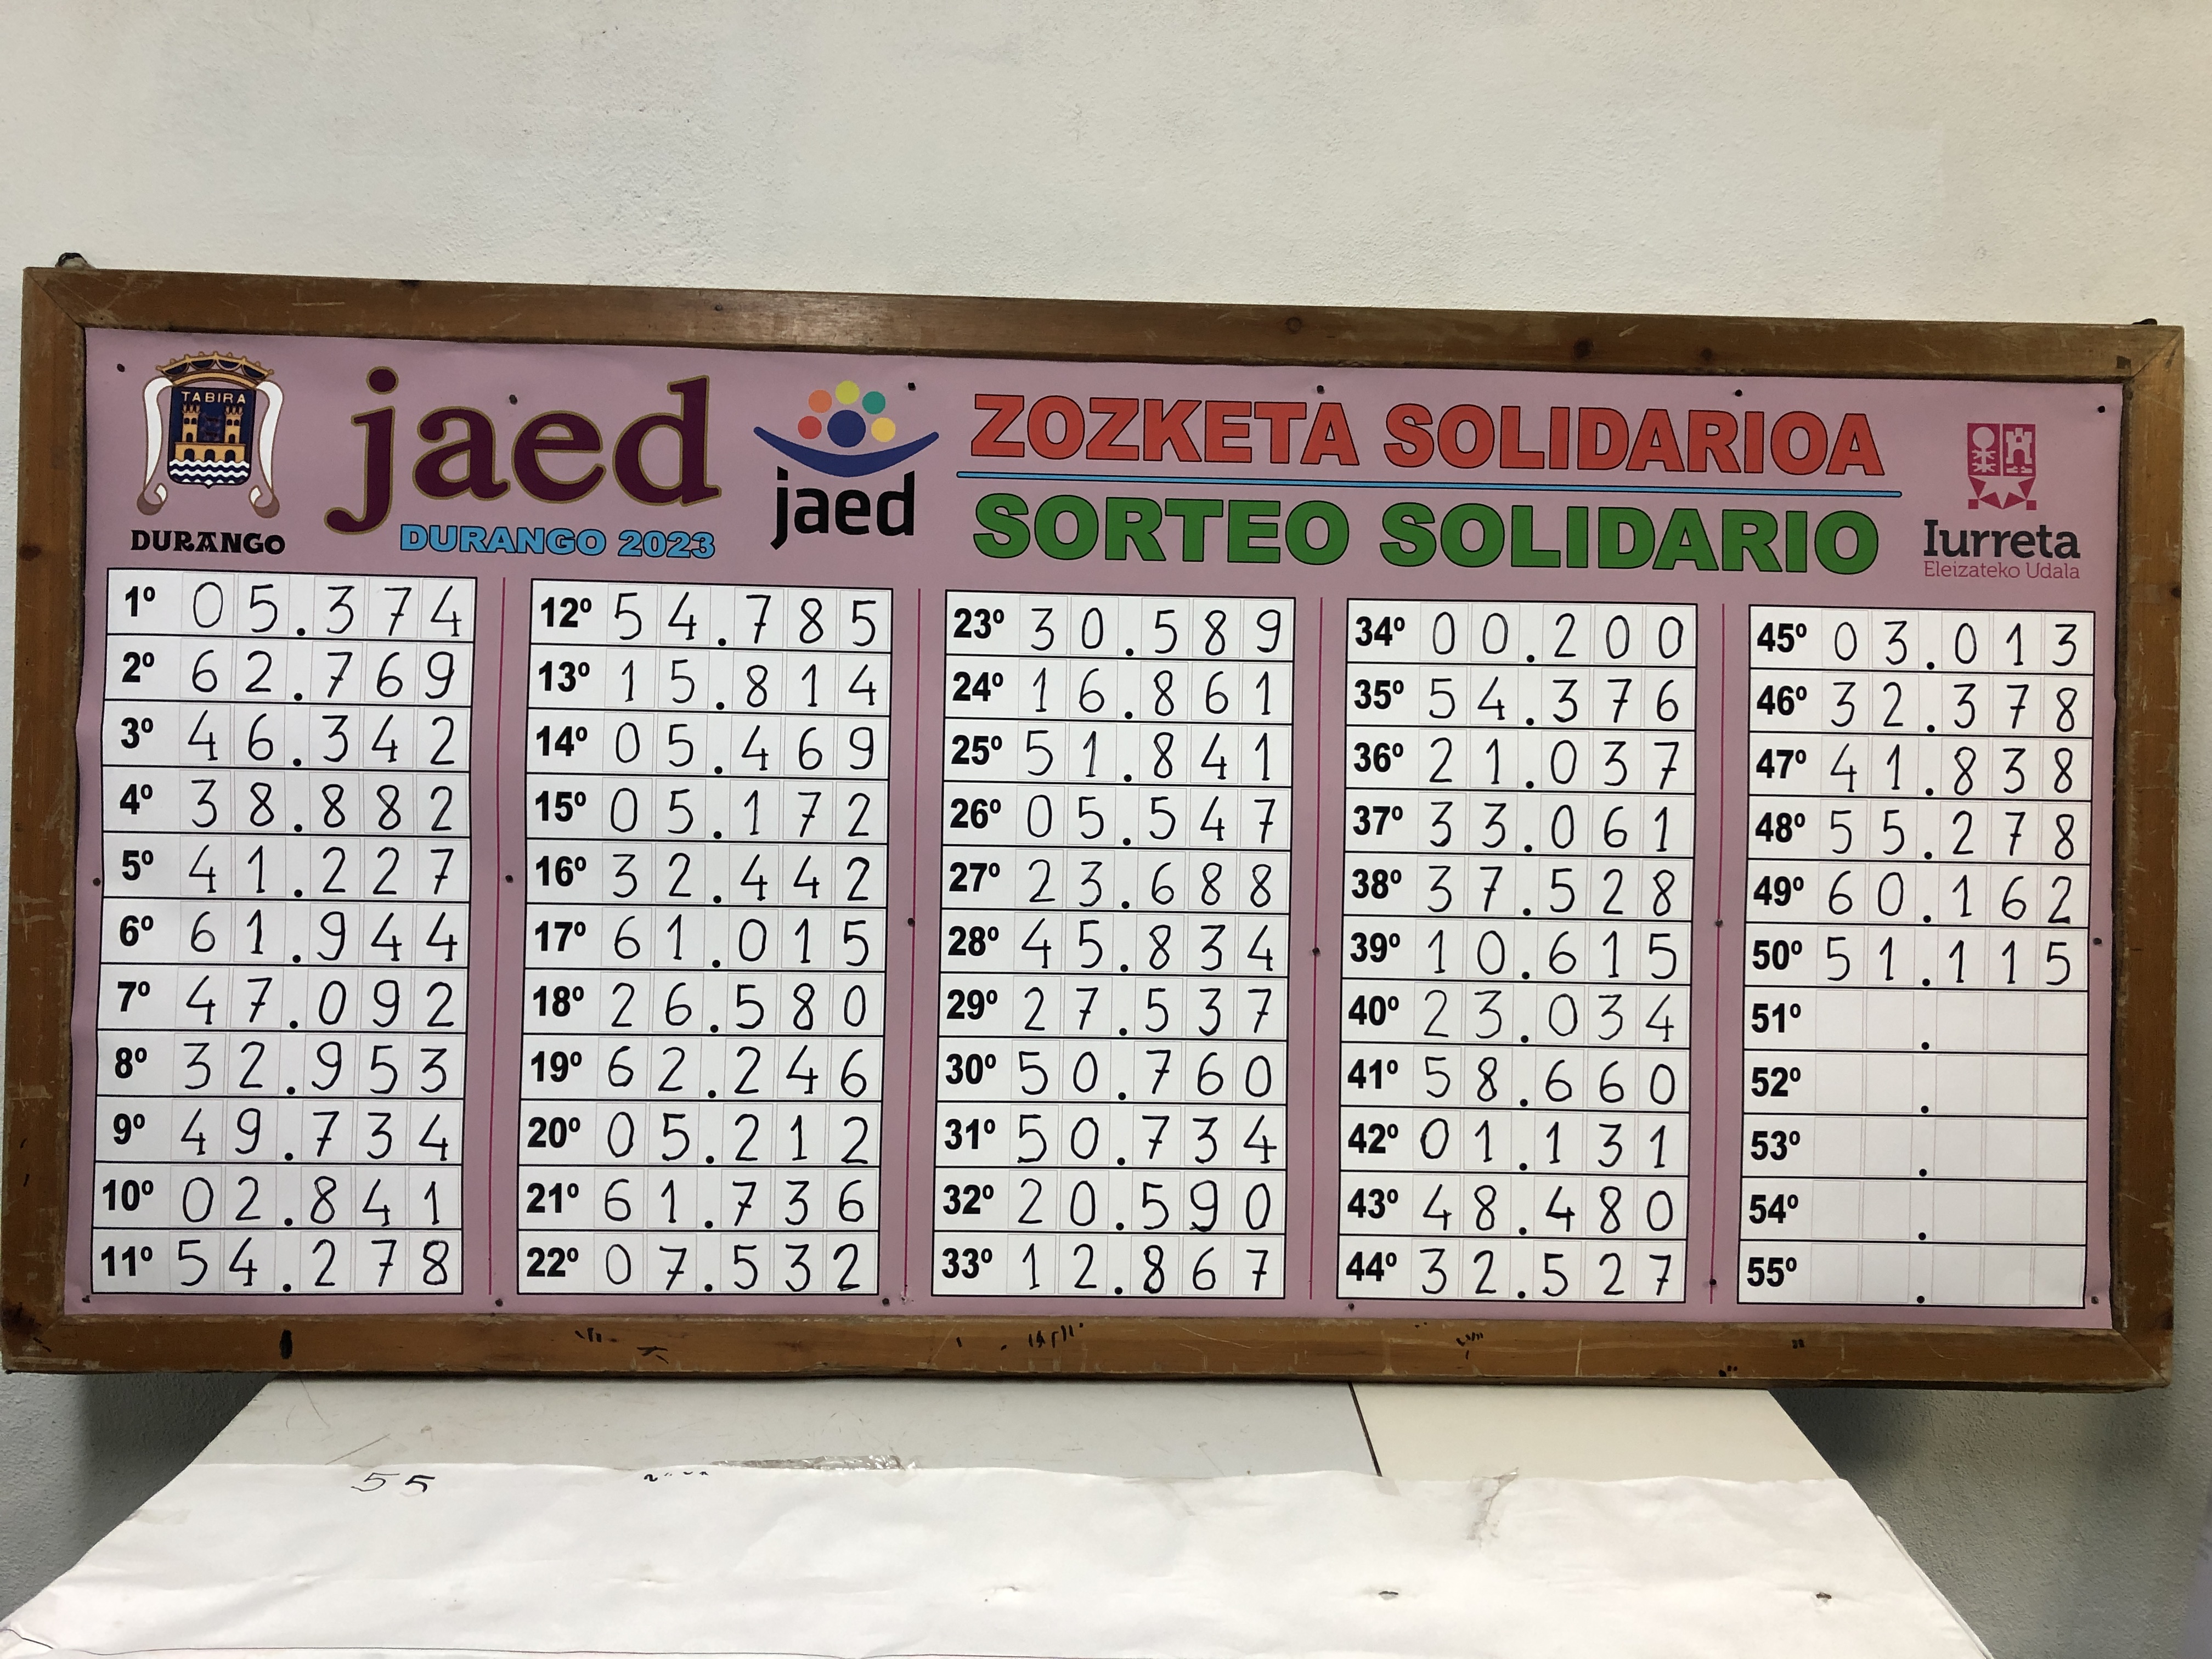 TABIRA
DURANGO
jaed
DURANGO 2023
jaed
ZOZKETA SOLIDARIOA
SORTEO SOLIDARIO
Iurreta
Eleizateko Udala
1º 05.374
2º 62.769
3º 46.342
4º 38.882
5º 41.227
6º 61.944
7º 47.092
8º 32.953
9º 49.734
10º 02.841
11º 54.278
12º 54.785
13º 15.814
14º 05.469
15º 05.172
16º 32.442
17º 61.015
18º 26.580
19º 62.246
20º 05.212
21º 61.736
22º 07.532
23º 30.589
24º 16.861
25º 51.841
26º 05.547
27º 23.688
28º 45.834
29º 27.537
30º 50.760
31º 50.734
32º 20.590
33º 12.867
34º 00.200
35º 54.376
36º 21.037
37º 33.061
38º 37.528
39º 10.615
40º 23.034
41º 58.660
42º 01.131
43º 48.480
44º 32.527
45º 03.013
46º 32.378
47º 41.838
48º 55.278
49º 60.162
50º 51.115
51º .
52º .
53º .
54º .
55º .
55